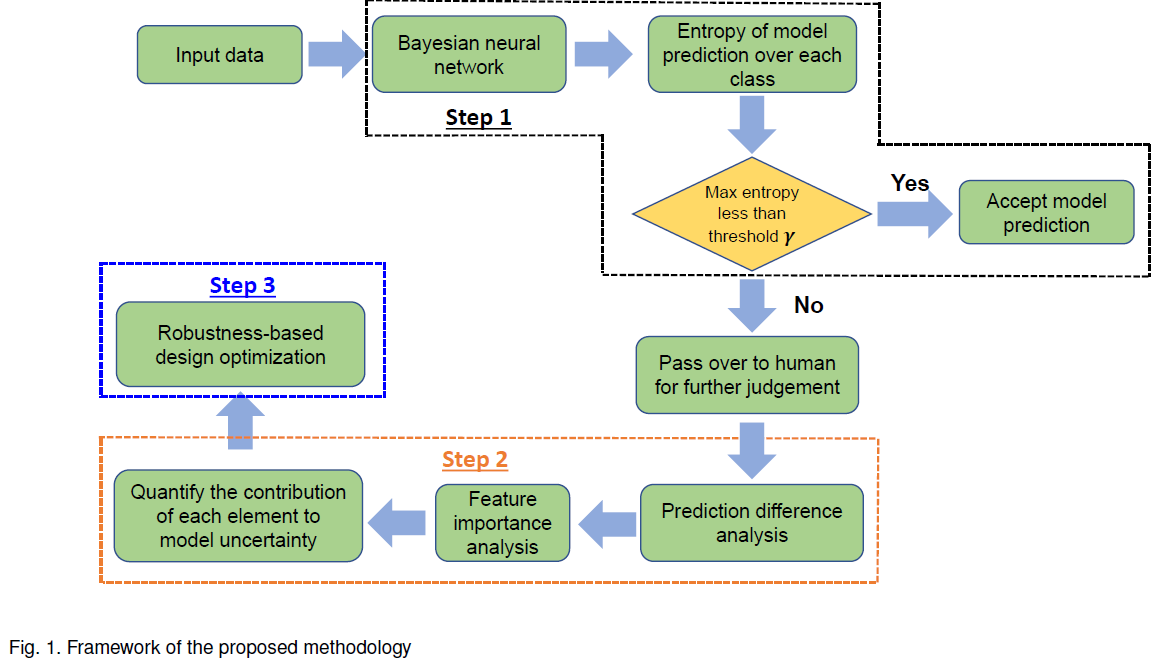 Input data
Bayesian neural
network
Entropy of model
prediction over each
class
Step 1
Max entropy
less than
threshold γ
Yes
Accept model
prediction
No
Pass over to human
for further judgement
Step 2
Prediction difference
analysis
Feature
importance
analysis
Quantify the contribution
of each element to
model uncertainty
Step 3
Robustness-based
design optimization
Fig. 1. Framework of the proposed methodology